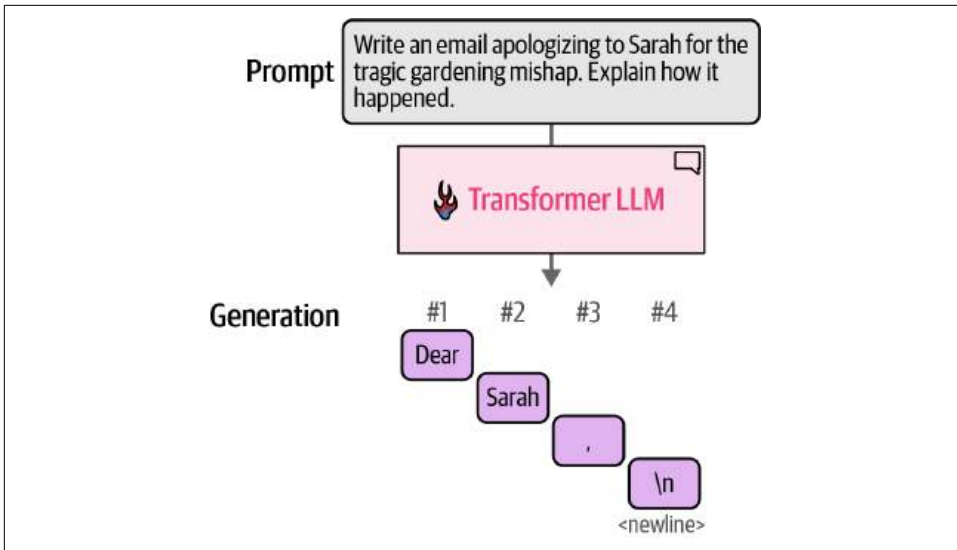 Prompt
Write an email apologizing to Sarah for the
tragic gardening mishap. Explain how it
happened.
Transformer LLM
Generation
#1 #2 #3 #4
Dear
Sarah
,
\n
<newline>